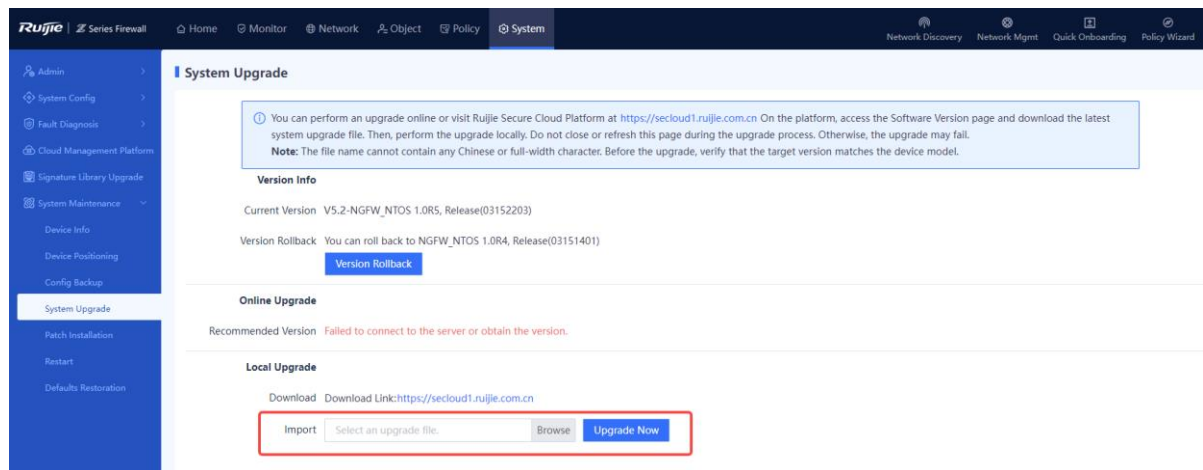 Ruijie | Z Series Firewall
Home
Monitor
Network
Object
Policy
System
Network Discovery
Network Mgmt
Quick Onboarding
Policy Wizard
Admin
System Config
Fault Diagnosis
Cloud Management Platform
Signature Library Upgrade
System Maintenance
Device Info
Device Positioning
Config Backup
System Upgrade
Patch Installation
Restart
Defaults Restoration
System Upgrade
You can perform an upgrade online or visit Ruijie Secure Cloud Platform at https://secloud1.ruijie.com.cn On the platform, access the Software Version page and download the latest
system upgrade file. Then, perform the upgrade locally. Do not close or refresh this page during the upgrade process. Otherwise, the upgrade may fail.
Note: The file name cannot contain any Chinese or full-width character. Before the upgrade, verify that the target version matches the device model.
Version Info
Current Version V5.2-NGFW_NTOS 1.0R5, Release(03152203)
Version Rollback You can roll back to NGFW_NTOS 1.0R4, Release(03151401)
Version Rollback
Online Upgrade
Recommended Version Failed to connect to the server or obtain the version.
Local Upgrade
Download Download Link:https://secloud1.ruijie.com.cn
Import Select an upgrade file. Browse Upgrade Now